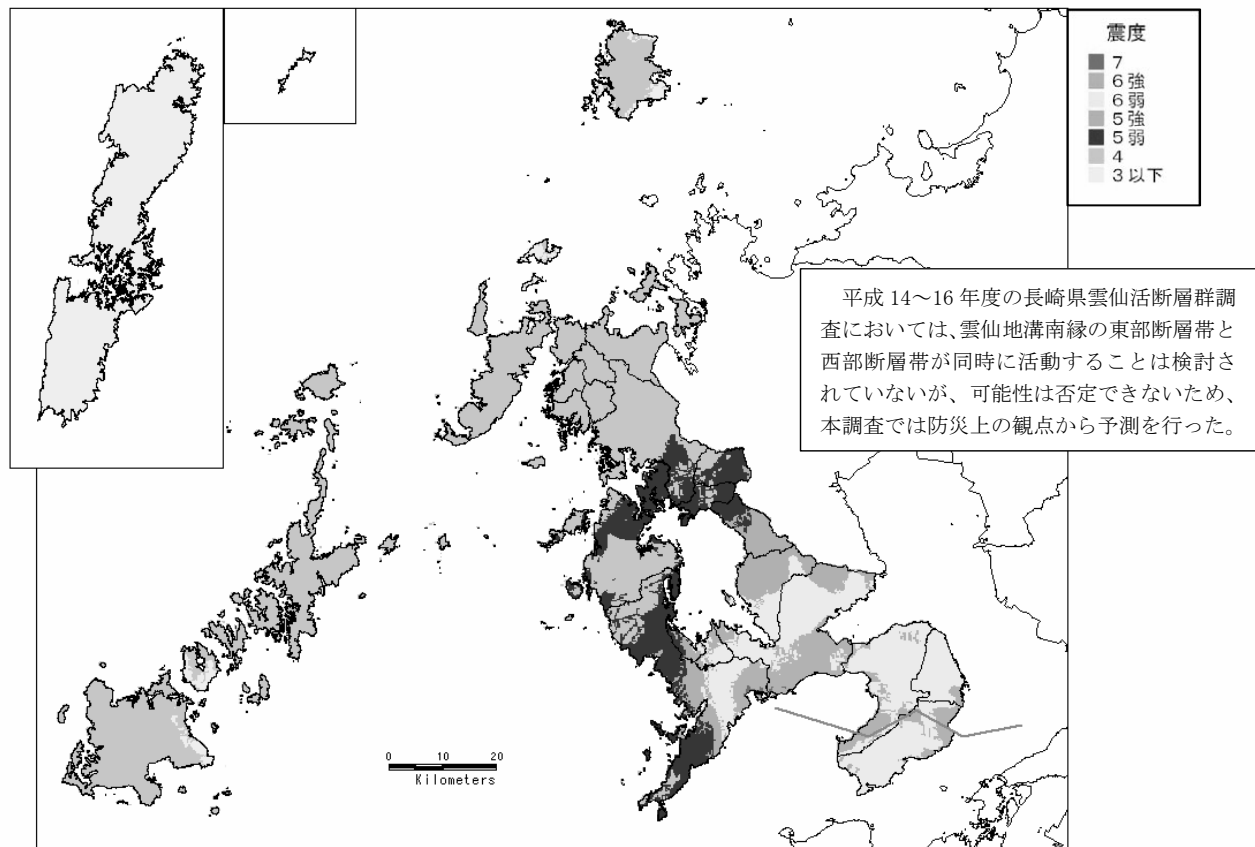 震度
7
6強
6弱
5強
5弱
4
3以下
平成 14～16 年度の長崎県雲仙活断層群調
査においては、雲仙地溝南縁の東部断層帯と
西部断層帯が同時に活動することは検討さ
れていないが、可能性は否定できないため、
本調査では防災上の観点から予測を行った。
0 10 20
Kilometers